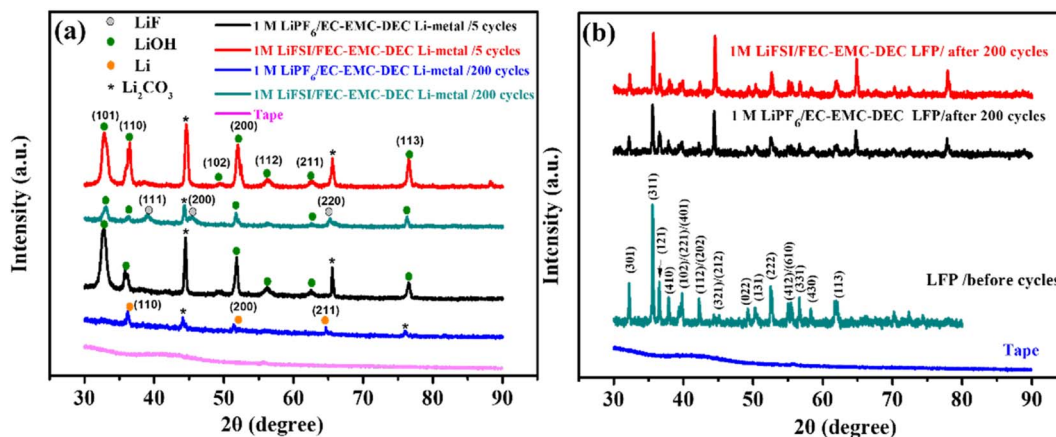 (a)
LiF
LiOH
Li
* Li₂CO₃
1 M LiPF₆/EC-EMC-DEC Li-metal /5 cycles
1M LiFSI/FEC-EMC-DEC Li-metal /5 cycles
1 M LiPF₆/EC-EMC-DEC Li-metal /200 cycles
1M LiFSI/FEC-EMC-DEC Li-metal /200 cycles
Tape
(101)
(110)
*
(102)
(200)
(112)
(211)
*
(113)
(111)
*
(200)
(220)
*
*
(110)
*
(200)
(211)
*
Intensity (a.u.)
30 40 50 60 70 80 90
2θ (degree)
(b)
1M LiFSI/FEC-EMC-DEC LFP/ after 200 cycles
1 M LiPF₆/EC-EMC-DEC LFP/after 200 cycles
(301)
(311)
(121)
(410)
(102)/(221)/(401)
(112)/(202)
(321)/(212)
(022)
(131)
(222)
(412)/(610)
(331)
(430)
(113)
LFP /before cycles
Tape
Intensity (a.u.)
30 40 50 60 70 80 90
2θ (degree)